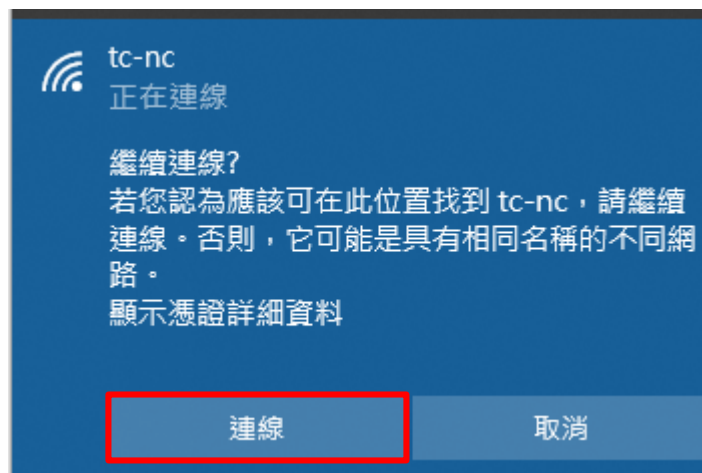 tc-nc
正在連線
繼續連線?
若您認為應該可在此位置找到 tc-nc，請繼續
連線。否則，它可能是具有相同名稱的不同網
路。
顯示憑證詳細資料
連線
取消